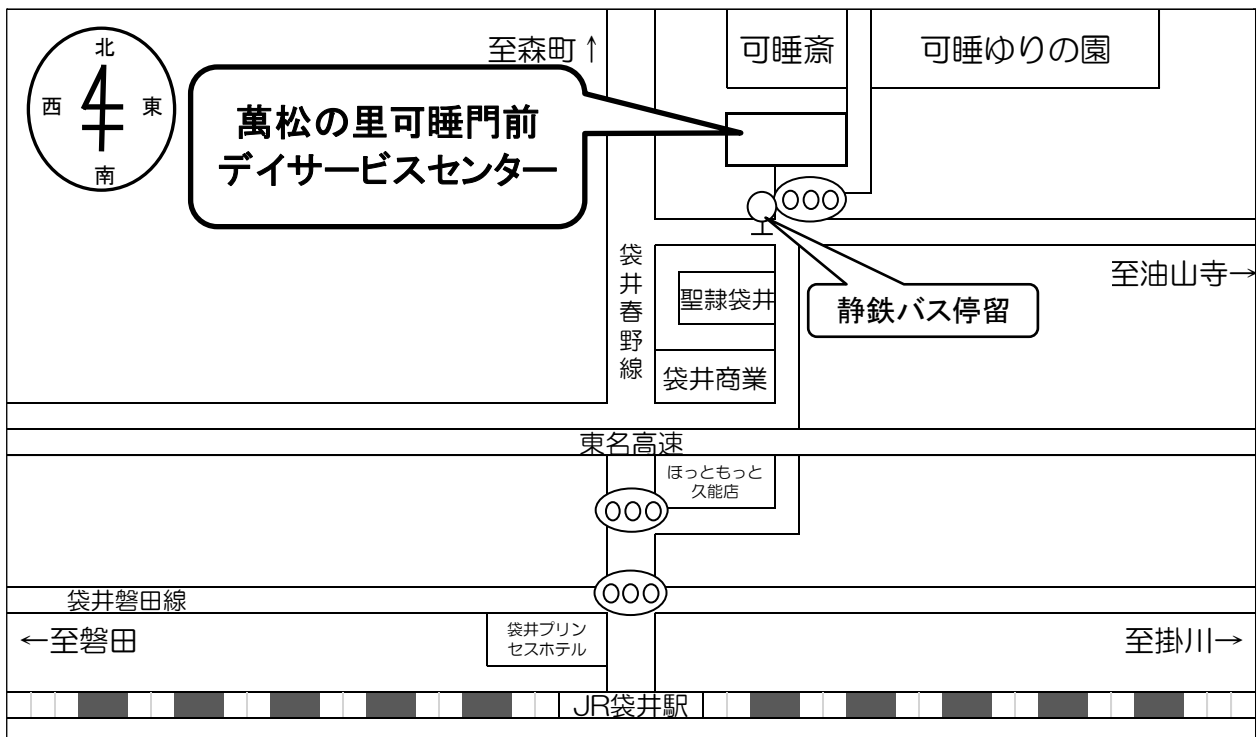 北
西
東
南
至森町↑
可睡斎
可睡ゆりの園
萬松の里可睡門前
デイサービスセンター
袋井春野線
聖隷袋井
袋井商業
静鉄バス停留
至油山寺→
東名高速
ほっともっと
久能店
袋井磐田線
←至磐田
袋井プリン
セスホテル
至掛川→
JR袋井駅